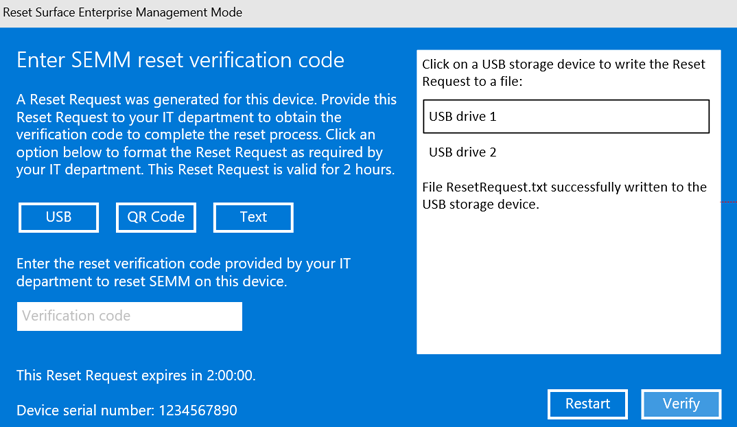 Reset Surface Enterprise Management Mode
Enter SEMM reset verification code
A Reset Request was generated for this device. Provide this
Reset Request to your IT department to obtain the
verification code to complete the reset process. Click an
option below to format the Reset Request as required by
your IT department. This Reset Request is valid for 2 hours.
USB
QR Code
Text
Enter the reset verification code provided by your IT
department to reset SEMM on this device.
Verification code
This Reset Request expires in 2:00:00.
Device serial number: 1234567890
Click on a USB storage device to write the Reset
Request to a file:
USB drive 1
USB drive 2
File ResetRequest.txt successfully written to the
USB storage device.
Restart
Verify